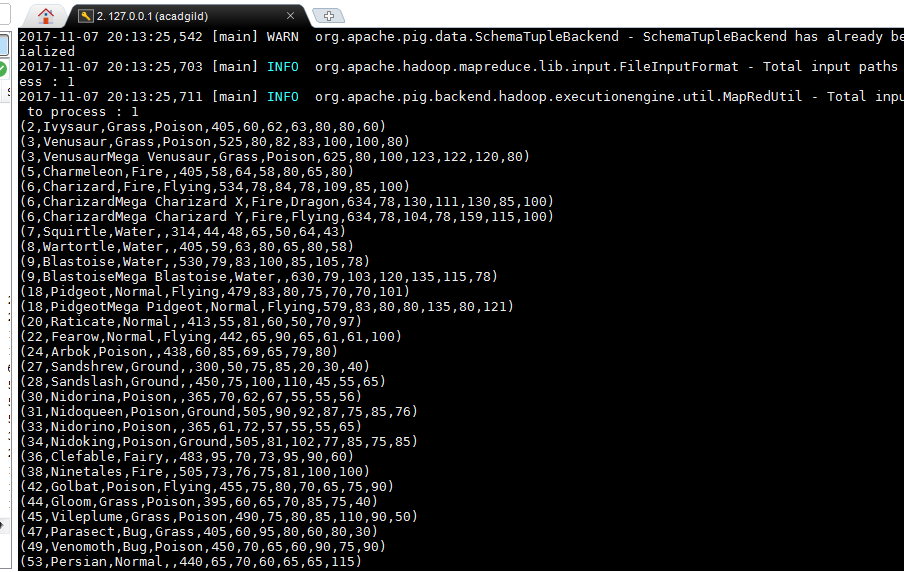 2. 127.0.0.1 (acadgild)
2017-11-07 20:13:25,542 [main] WARN  org.apache.pig.data.SchemaTupleBackend - SchemaTupleBackend has already be
ialized
2017-11-07 20:13:25,703 [main] INFO  org.apache.hadoop.mapreduce.lib.input.FileInputFormat - Total input paths
ess : 1
2017-11-07 20:13:25,711 [main] INFO  org.apache.pig.backend.hadoop.executionengine.util.MapRedUtil - Total inpu
 to process : 1
(2,Ivysaur,Grass,Poison,405,60,62,63,80,80,60)
(3,Venusaur,Grass,Poison,525,80,82,83,100,100,80)
(3,VenusaurMega Venusaur,Grass,Poison,625,80,100,123,122,120,80)
(5,Charmeleon,Fire,,405,58,64,58,80,65,80)
(6,Charizard,Fire,Flying,534,78,84,78,109,85,100)
(6,CharizardMega Charizard X,Fire,Dragon,634,78,130,111,130,85,100)
(6,CharizardMega Charizard Y,Fire,Flying,634,78,104,78,159,115,100)
(7,Squirtle,Water,,314,44,48,65,50,64,43)
(8,Wartortle,Water,,405,59,63,80,65,80,58)
(9,Blastoise,Water,,530,79,83,100,85,105,78)
(9,BlastoiseMega Blastoise,Water,,630,79,103,120,135,115,78)
(18,Pidgeot,Normal,Flying,479,83,80,75,70,70,101)
(18,PidgeotMega Pidgeot,Normal,Flying,579,83,80,80,135,80,121)
(20,Raticate,Normal,,413,55,81,60,50,70,97)
(22,Fearow,Normal,Flying,442,65,90,65,61,61,100)
(24,Arbok,Poison,,438,60,85,69,65,79,80)
(27,Sandshrew,Ground,,300,50,75,85,20,30,40)
(28,Sandslash,Ground,,450,75,100,110,45,55,65)
(30,Nidorina,Poison,,365,70,62,67,55,55,56)
(31,Nidoqueen,Poison,Ground,505,90,92,87,75,85,76)
(33,Nidorino,Poison,,365,61,72,57,55,55,65)
(34,Nidoking,Poison,Ground,505,81,102,77,85,75,85)
(36,Clefable,Fairy,,483,95,70,73,95,90,60)
(38,Ninetales,Fire,,505,73,76,75,81,100,100)
(42,Golbat,Poison,Flying,455,75,80,70,65,75,90)
(44,Gloom,Grass,Poison,395,60,65,70,85,75,40)
(45,Vileplume,Grass,Poison,490,75,80,85,110,90,50)
(47,Parasect,Bug,Grass,405,60,95,80,60,80,30)
(49,Venomoth,Bug,Poison,450,70,65,60,90,75,90)
(53,Persian,Normal,,440,65,70,60,65,65,115)